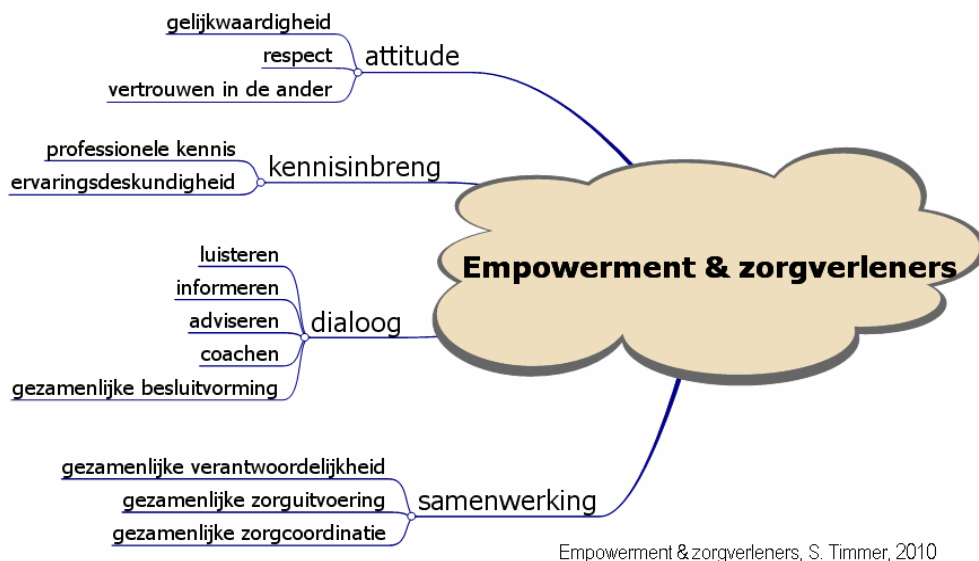 gelijkwaardigheid
respect
vertrouwen in de ander
attitude
professionele kennis
ervaringsdeskundigheid
kennisinbreng
luisteren
informeren
adviseren
coachen
gezamenlijke besluitvorming
dialoog
gezamenlijke verantwoordelijkheid
gezamenlijke zorguitvoering
gezamenlijke zorgcoordinatie
samenwerking
Empowerment & zorgverleners
Empowerment & zorgverleners, S. Timmer, 2010